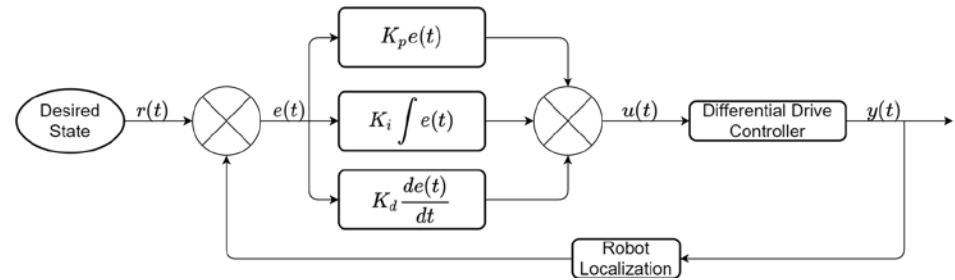 K_p e(t)
Desired
State
r(t)
e(t)
K_i ∫ e(t)
u(t)
Differential Drive
Controller
y(t)
K_d de(t)/dt
Robot
Localization